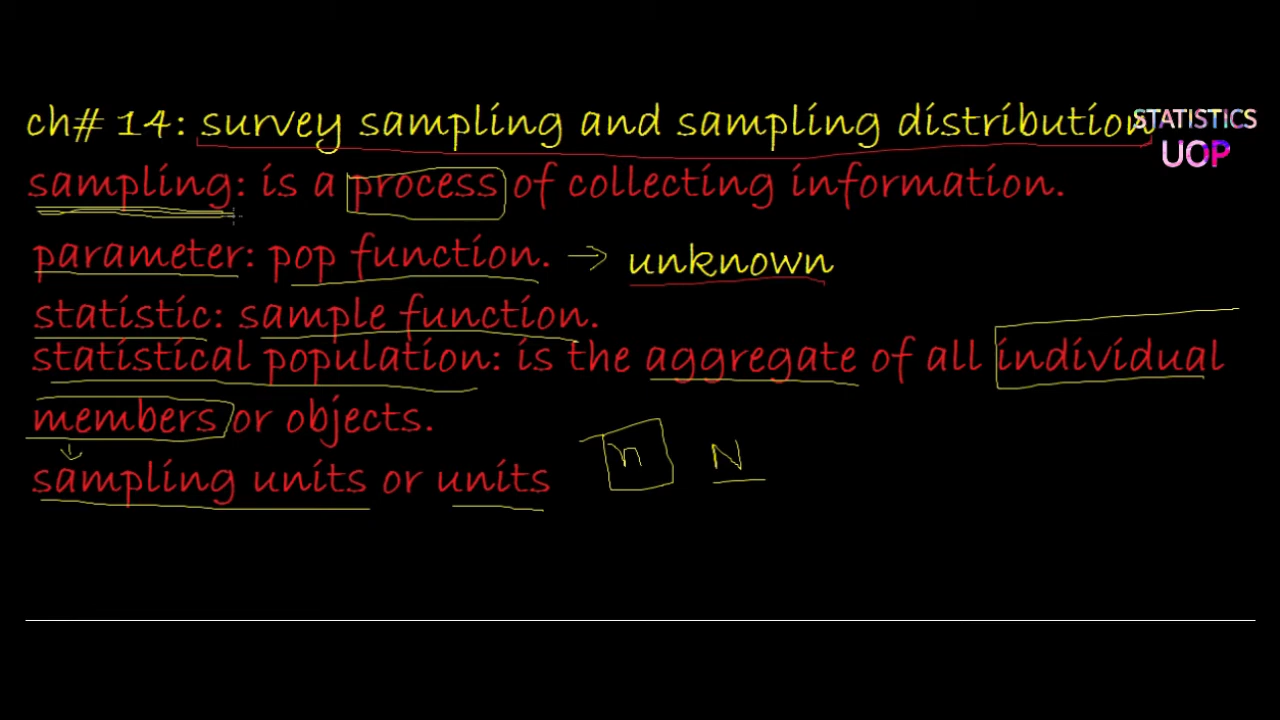 ch# 14: survey sampling and sampling distribution
STATISTICS
UOP
sampling: is a process of collecting information.
parameter: pop function. → unknown
statistic: sample function.
statistical population: is the aggregate of all individual
members or objects.
n N
sampling units or units